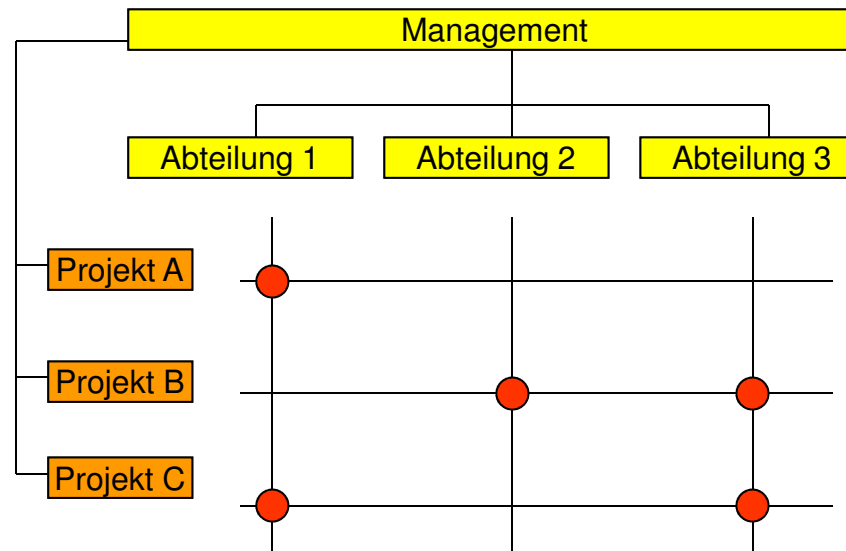 Management
Abteilung 1
Abteilung 2
Abteilung 3
Projekt A
Projekt B
Projekt C